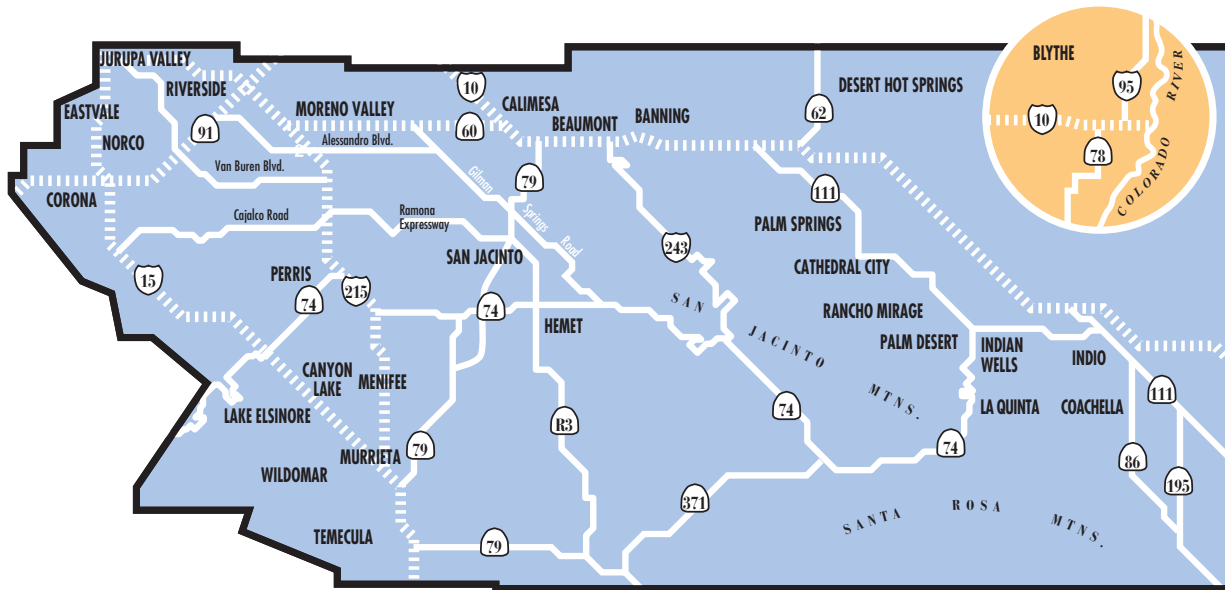 JURUPA VALLEY
RIVERSIDE
EASTVALE
NORCO
91
MORENO VALLEY
10
60
CALIMESA
BEAUMONT
BANNING
62
DESERT HOT SPRINGS
BLYTHE
95
10
78
COLORADO RIVER
Alessandro Blvd.
Van Buren Blvd.
CORONA
Cajalco Road
Ramona
Expressway
Gilman Springs Road
79
111
PALM SPRINGS
SAN JACINTO
243
CATHEDRAL CITY
15
PERRIS
74
215
74
HEMET
SAN JACINTO MTNS.
RANCHO MIRAGE
PALM DESERT
INDIAN
WELLS
INDIO
CANYON
LAKE
MENIFEE
LAKE ELSINORE
74
LA QUINTA
COACHELLA
111
R3
79
MURRIETA
74
86
WILDOMAR
195
371
SANTA ROSA MTNS.
TEMECULA
79